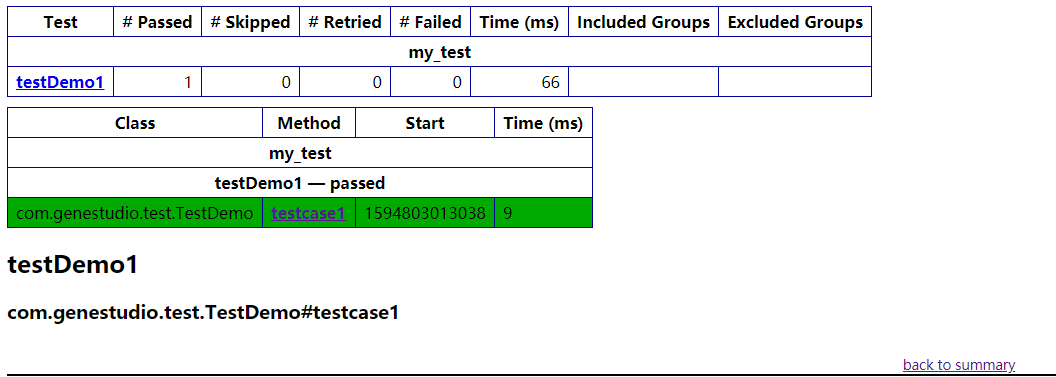 Test # Passed # Skipped # Retried # Failed Time (ms) Included Groups Excluded Groups
my_test
testDemo1 1 0 0 0 66
Class Method Start Time (ms)
my_test
testDemo1 — passed
com.genestudio.test.TestDemo testcase1 1594803013038 9
testDemo1
com.genestudio.test.TestDemo#testcase1
back to summary